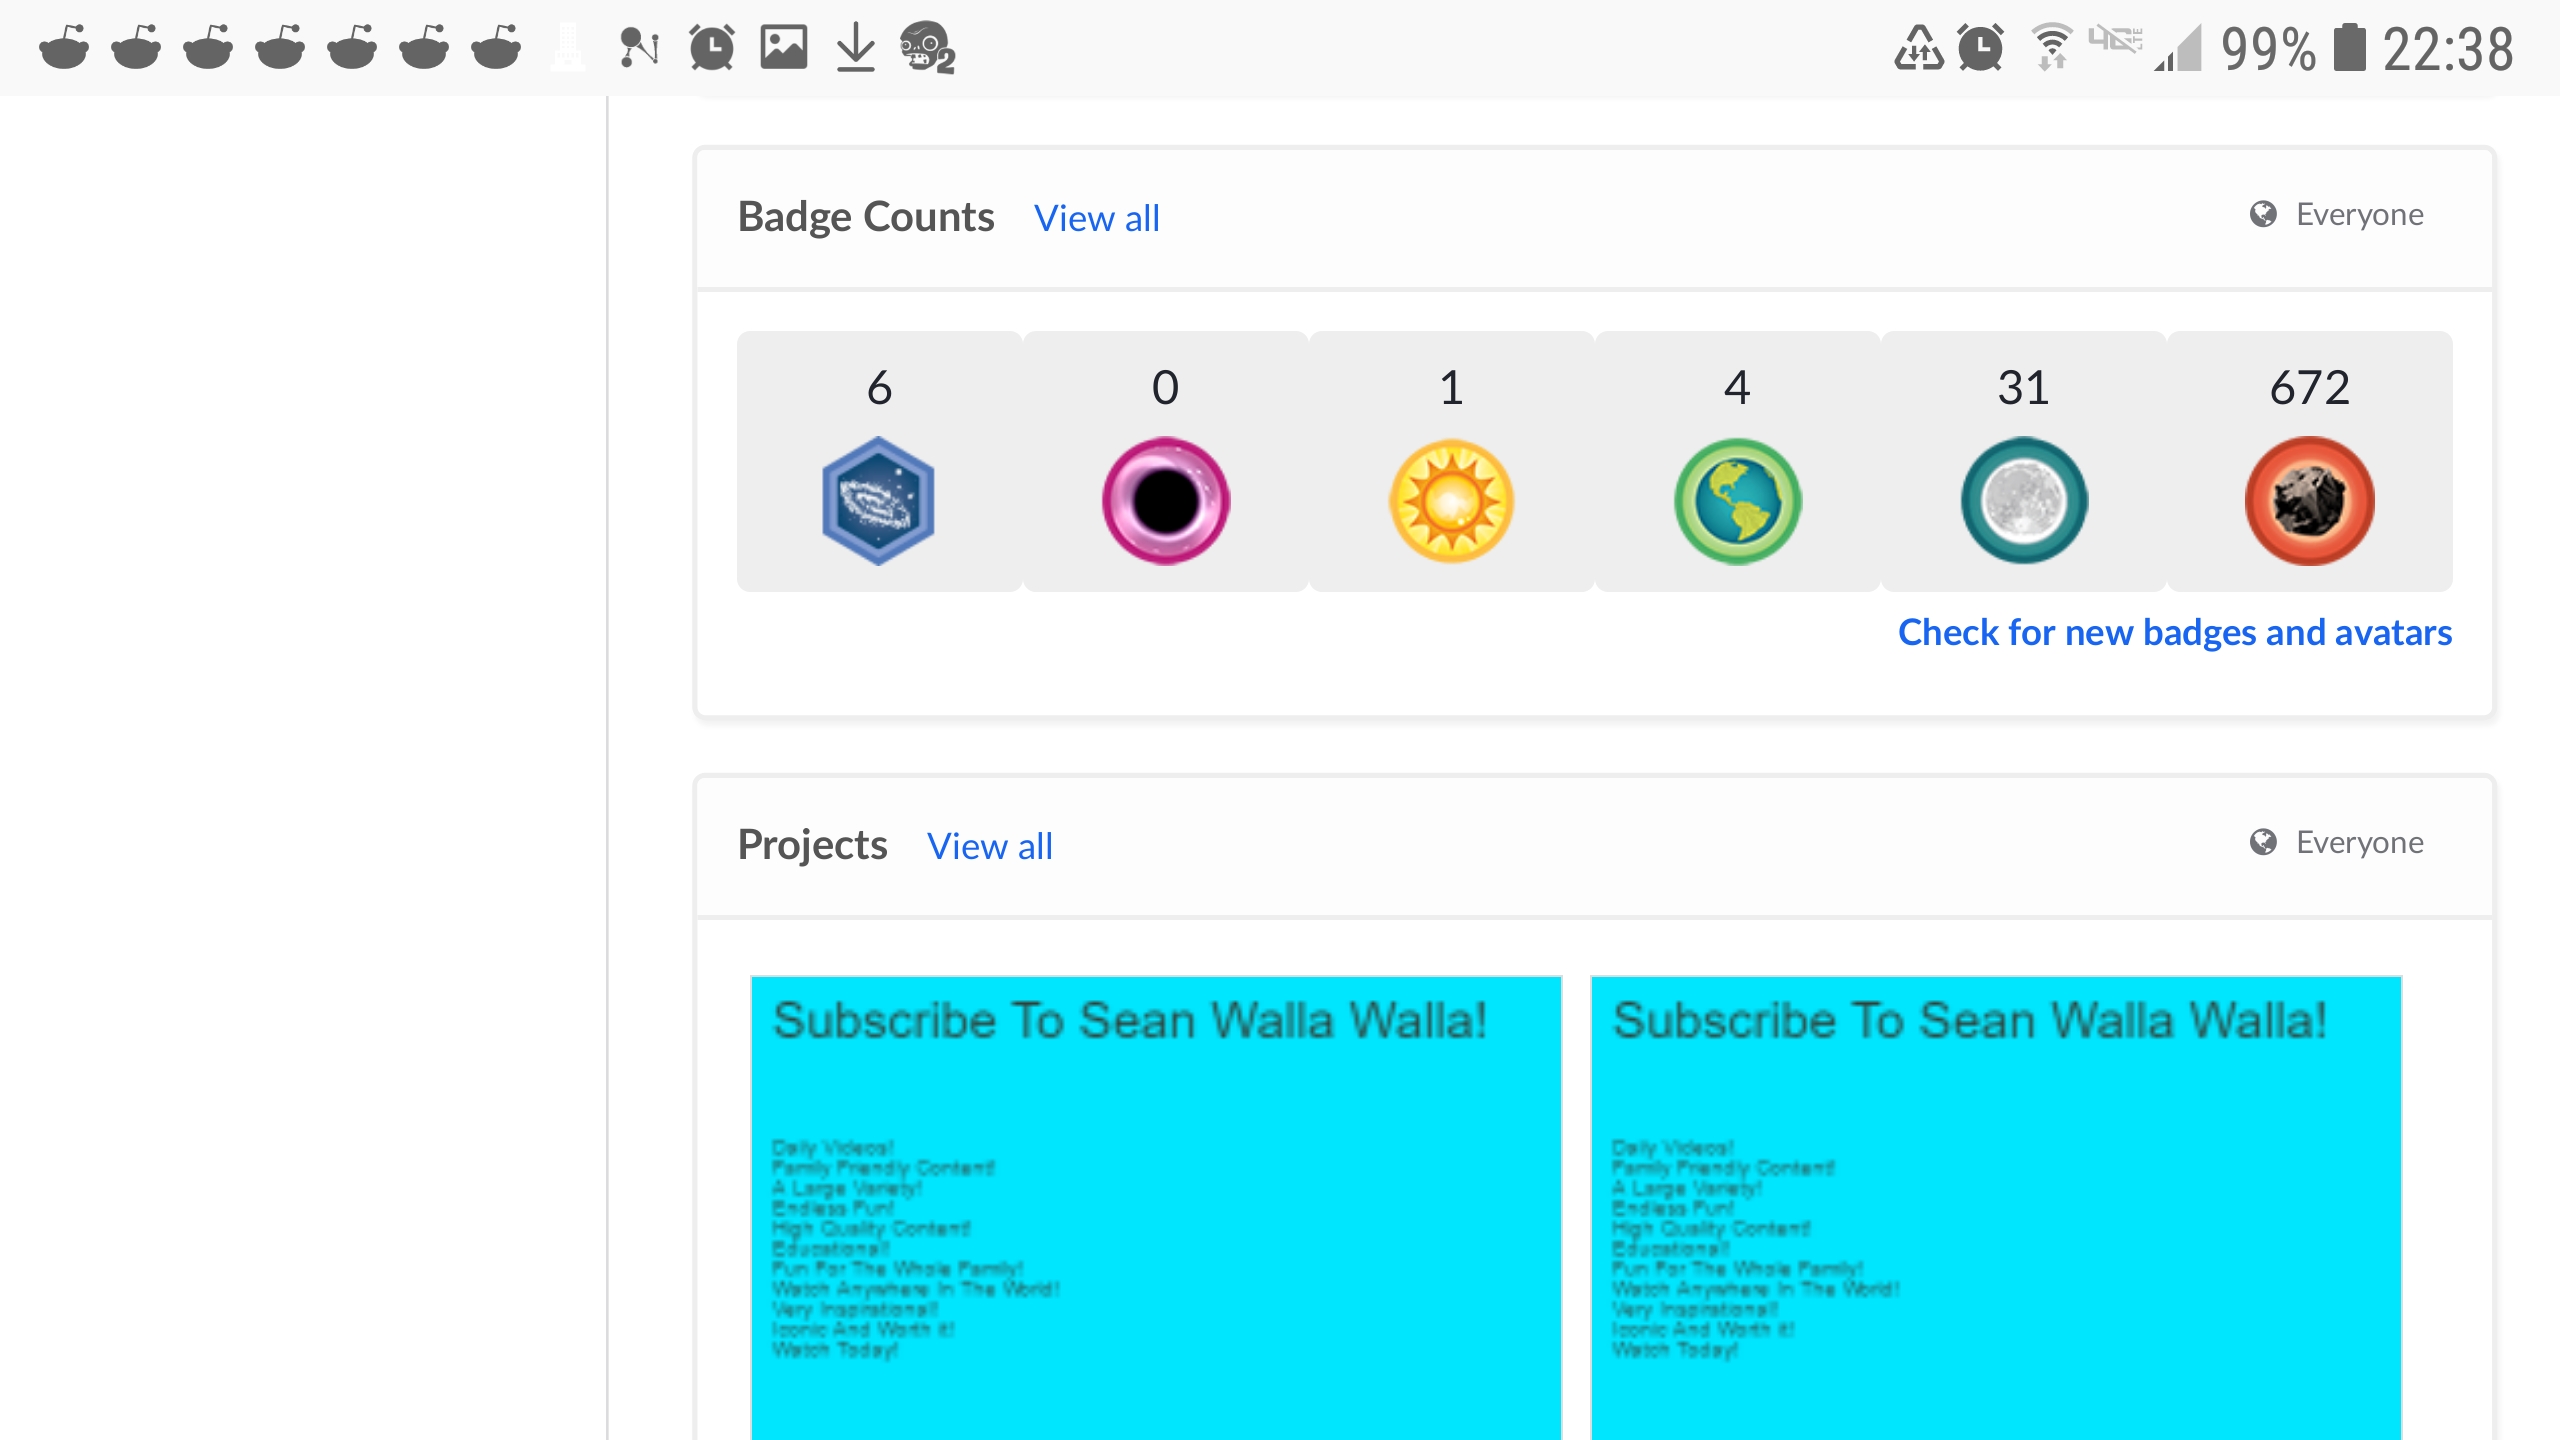 99% 22:38
Badge Counts View all Everyone
6 0 1 4 31 672
Check for new badges and avatars
Projects View all Everyone
Subscribe To Sean Walla Walla!
Daily Videos!
Family Friendly Content!
A Large Variety!
Endless Fun!
High Quality Content!
Educational!
Fun For The Whole Family!
Watch Anywhere In The World!
Very Inspirational!
Iconic And Worth It!
Watch Today!
Subscribe To Sean Walla Walla!
Daily Videos!
Family Friendly Content!
A Large Variety!
Endless Fun!
High Quality Content!
Educational!
Fun For The Whole Family!
Watch Anywhere In The World!
Very Inspirational!
Iconic And Worth It!
Watch Today!